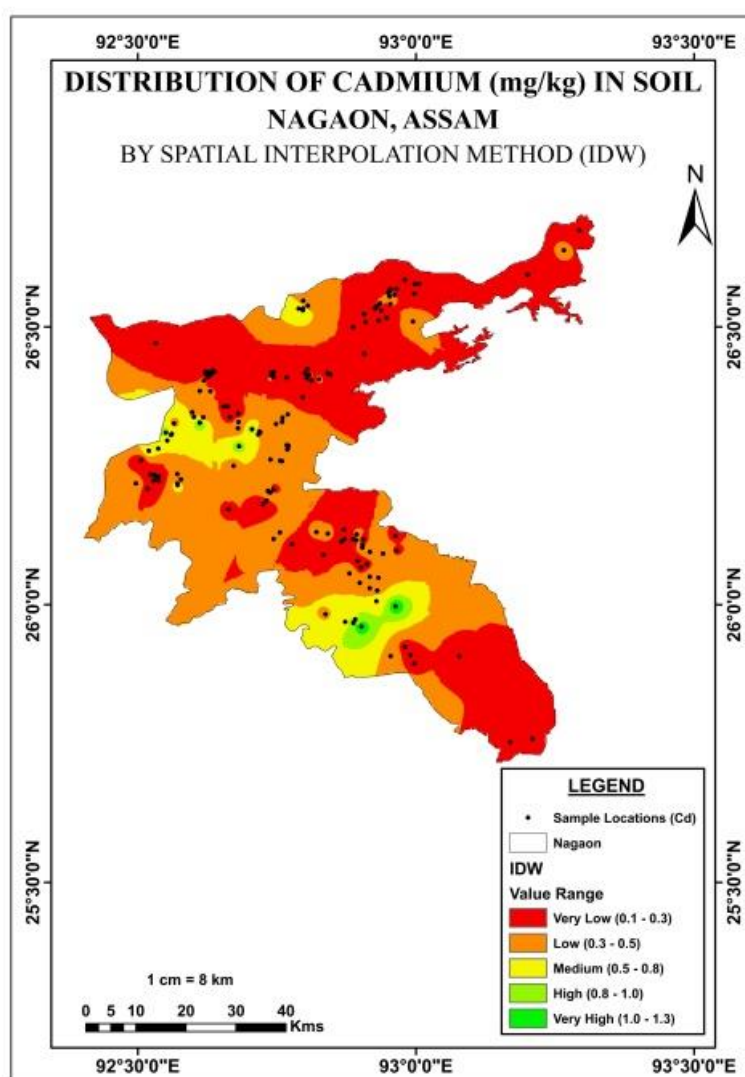 92°30'0"E 93°0'0"E 93°30'0"E
DISTRIBUTION OF CADMIUM (mg/kg) IN SOIL
NAGAON, ASSAM
BY SPATIAL INTERPOLATION METHOD (IDW)
N
26°30'0"N 26°30'0"N
26°0'0"N 26°0'0"N
25°30'0"N 25°30'0"N
LEGEND
Sample Locations (Cd)
Nagaon
IDW
Value Range
Very Low (0.1 - 0.3)
Low (0.3 - 0.5)
Medium (0.5 - 0.8)
High (0.8 - 1.0)
Very High (1.0 - 1.3)
1 cm = 8 km
0 5 10 20 30 40
Kms
92°30'0"E 93°0'0"E 93°30'0"E